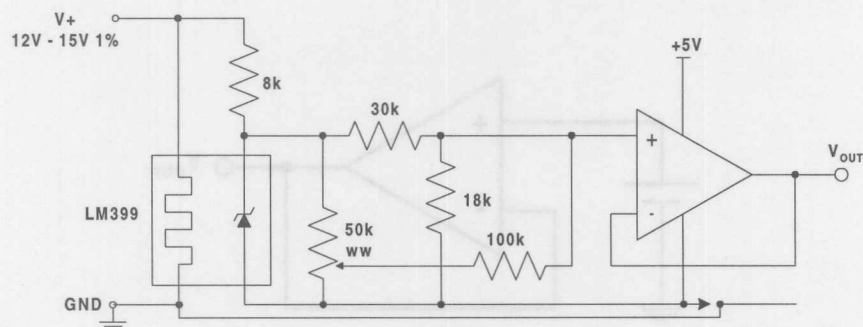 V+
12V - 15V 1%
8k
+5V
30k
+
V OUT
LM399
50k
WW
18k
100k
-
GND